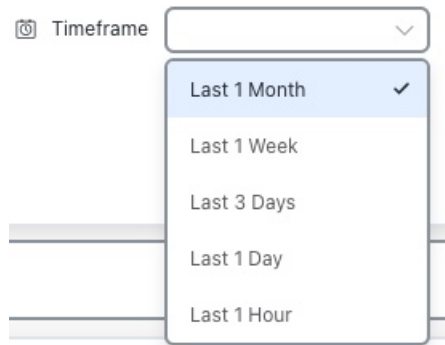 Timeframe
Last 1 Month
Last 1 Week
Last 3 Days
Last 1 Day
Last 1 Hour